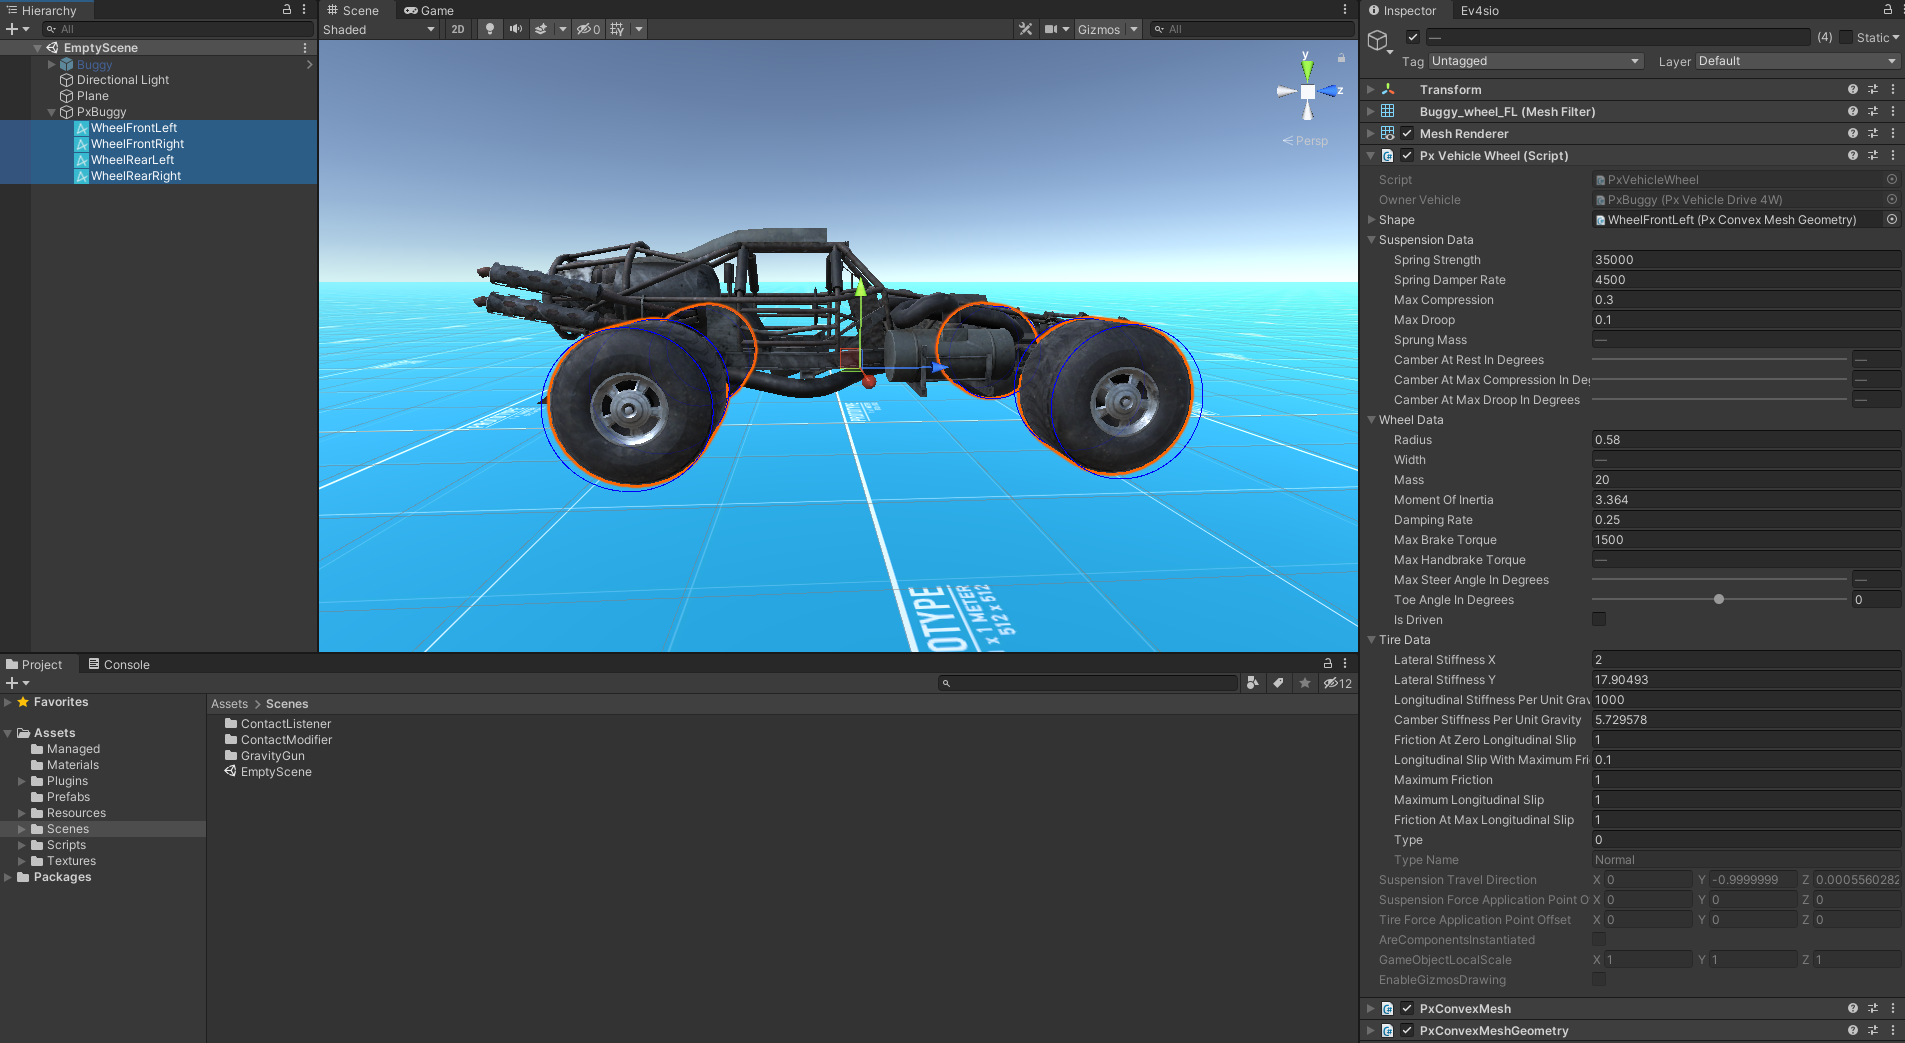 Hierarchy
All
EmptyScene
Buggy
Directional Light
Plane
PxBuggy
WheelFrontLeft
WheelFrontRight
WheelRearLeft
WheelRearRight
Scene
Game
Shaded
2D
0
Gizmos
All
y
z
Persp
OTYPE
x 1 METER
512 x 512
Project
Console
12
Favorites
Assets
Managed
Materials
Plugins
Prefabs
Resources
Scenes
Scripts
Textures
Packages
Assets > Scenes
ContactListener
ContactModifier
GravityGun
EmptyScene
Inspector
Ev4sio
— (4) Static
Tag Untagged Layer Default
Transform
Buggy_wheel_FL (Mesh Filter)
Mesh Renderer
Px Vehicle Wheel (Script)
Script PxVehicleWheel
Owner Vehicle PxBuggy (Px Vehicle Drive 4W)
Shape WheelFrontLeft (Px Convex Mesh Geometry)
Suspension Data
Spring Strength 35000
Spring Damper Rate 4500
Max Compression 0.3
Max Droop 0.1
Sprung Mass —
Camber At Rest In Degrees —
Camber At Max Compression In De —
Camber At Max Droop In Degrees —
Wheel Data
Radius 0.58
Width —
Mass 20
Moment Of Inertia 3.364
Damping Rate 0.25
Max Brake Torque 1500
Max Handbrake Torque —
Max Steer Angle In Degrees —
Toe Angle In Degrees 0
Is Driven
Tire Data
Lateral Stiffness X 2
Lateral Stiffness Y 17.90493
Longitudinal Stiffness Per Unit Grav 1000
Camber Stiffness Per Unit Gravity 5.729578
Friction At Zero Longitudinal Slip 1
Longitudinal Slip With Maximum Fri 0.1
Maximum Friction 1
Maximum Longitudinal Slip 1
Friction At Max Longitudinal Slip 1
Type 0
Type Name Normal
Suspension Travel Direction X 0 Y -0.9999999 Z 0.0005560282
Suspension Force Application Point O X 0 Y 0 Z 0
Tire Force Application Point Offset X 0 Y 0 Z 0
AreComponentsInstantiated
GameObjectLocalScale X 1 Y 1 Z 1
EnableGizmosDrawing
PxConvexMesh
PxConvexMeshGeometry